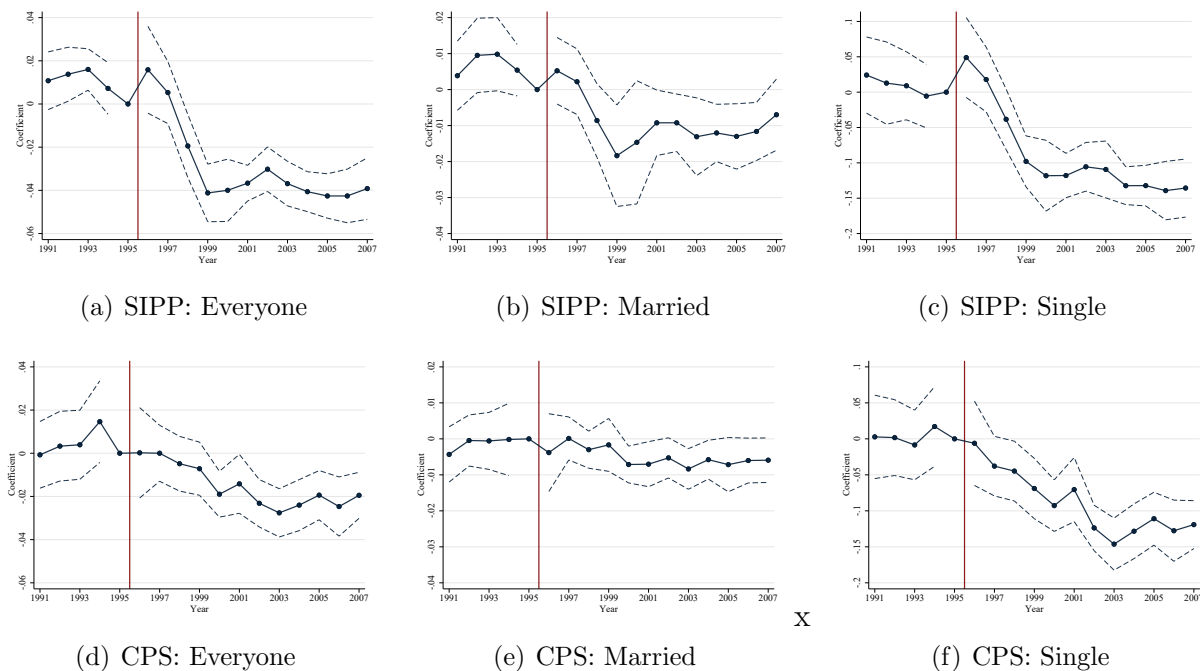 .04
.02
0
-.02
-.04
-.06
Coefficient
1991 1993 1995 1997 1999 2001 2003 2005 2007
Year
(a) SIPP: Everyone
.02
.01
0
-.01
-.02
-.03
-.04
Coefficient
1991 1993 1995 1997 1999 2001 2003 2005 2007
Year
(b) SIPP: Married
.1
.05
0
-.05
-.1
-.15
-.2
Coefficient
1991 1993 1995 1997 1999 2001 2003 2005 2007
Year
(c) SIPP: Single
.04
.02
0
-.02
-.04
-.06
Coefficient
1991 1993 1995 1997 1999 2001 2003 2005 2007
Year
(d) CPS: Everyone
.02
.01
0
-.01
-.02
-.03
-.04
Coefficient
1991 1993 1995 1997 1999 2001 2003 2005 2007
Year
x
(e) CPS: Married
.1
.05
0
-.05
-.1
-.15
-.2
Coefficient
1991 1993 1995 1997 1999 2001 2003 2005 2007
Year
(f) CPS: Single